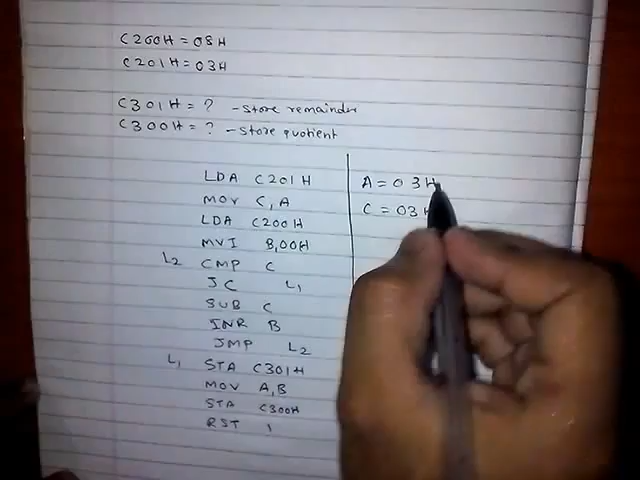 C200H = 08H
C201H = 03H
C301H = ? - store remainder
C300H = ? - store quotient
LDA C201H
MOV C, A
LDA C200H
MVI B,00H
L2 CMP C
JC L1
SUB C
INR B
JMP L2
L1 STA C301H
MOV A,B
STA C300H
RST 1
A = 03H
C = 03H